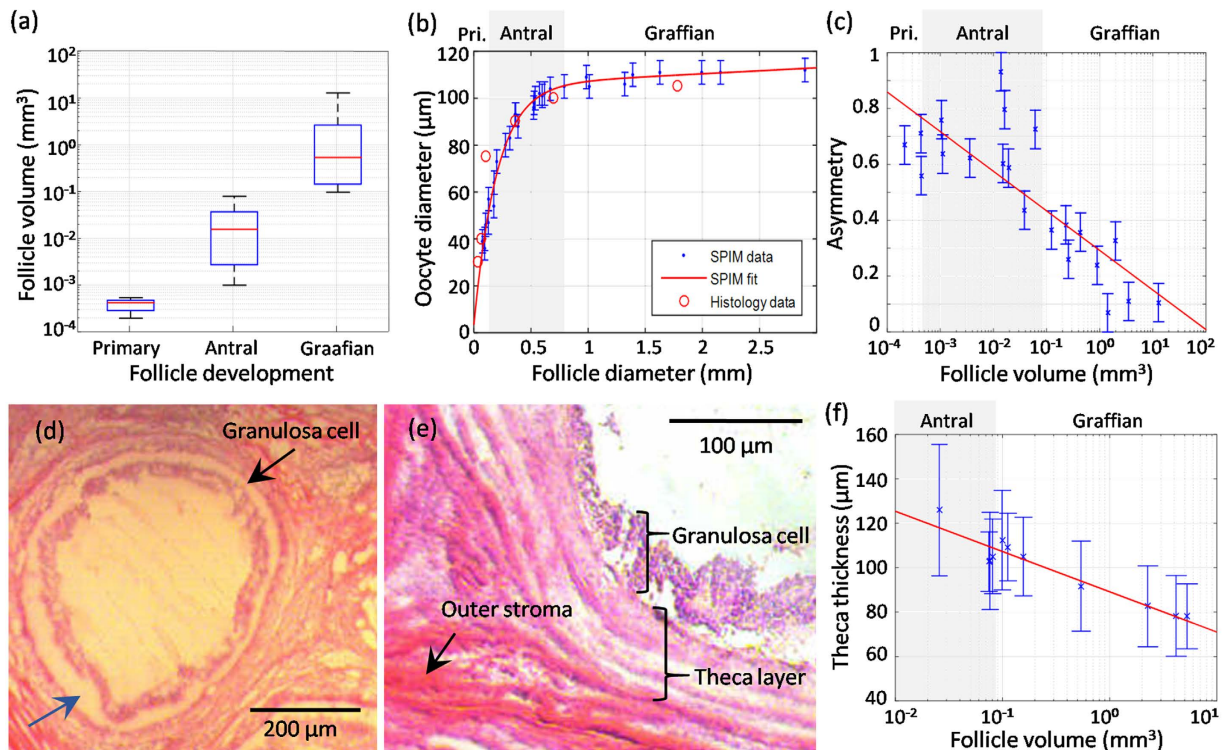 (a)
Follicle volume (mm³)
10²
10¹
10⁰
10⁻¹
10⁻²
10⁻³
10⁻⁴
Primary
Antral
Graafian
Follicle development
(b)
Pri.
Antral
Graffian
Oocyte diameter (µm)
120
100
80
60
40
20
0
SPIM data
SPIM fit
Histology data
0 0.5 1 1.5 2 2.5
Follicle diameter (mm)
(c)
Pri.
Antral
Graffian
Asymmetry
1
0.8
0.6
0.4
0.2
0
10⁻⁴ 10⁻³ 10⁻² 10⁻¹ 10⁰ 10¹ 10²
Follicle volume (mm³)
(d)
Granulosa cell
200 µm
(e)
100 µm
Granulosa cell
Outer stroma
Theca layer
(f)
Antral
Graffian
Theca thickness (µm)
160
140
120
100
80
60
40
10⁻² 10⁻¹ 10⁰ 10¹
Follicle volume (mm³)